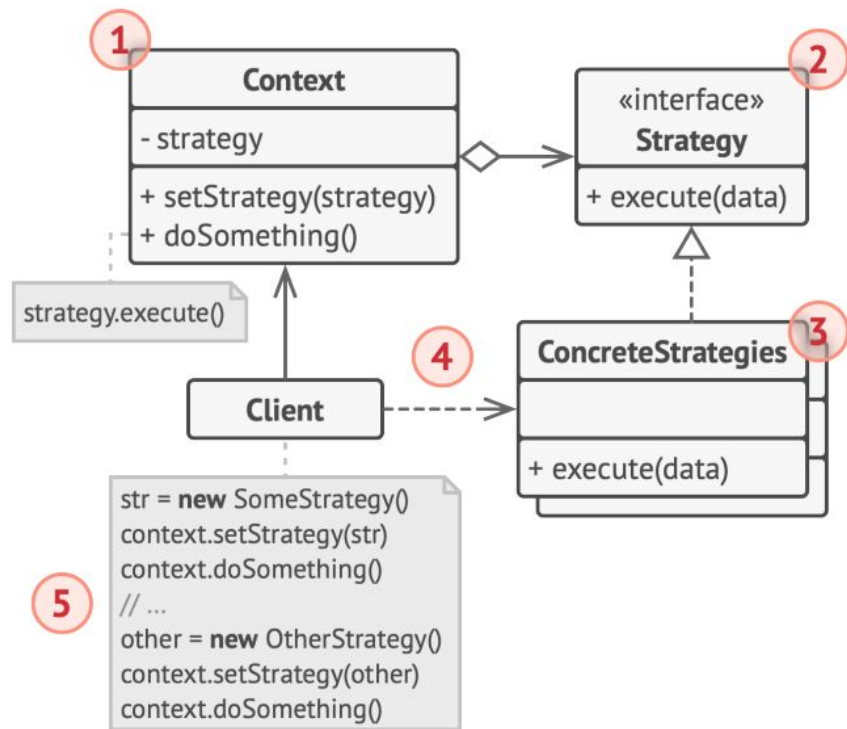 1
Context
- strategy
+ setStrategy(strategy)
+ doSomething()
strategy.execute()
2
«interface»
Strategy
+ execute(data)
3
ConcreteStrategies
+ execute(data)
4
Client
5
str = new SomeStrategy()
context.setStrategy(str)
context.doSomething()
// ...
other = new OtherStrategy()
context.setStrategy(other)
context.doSomething()